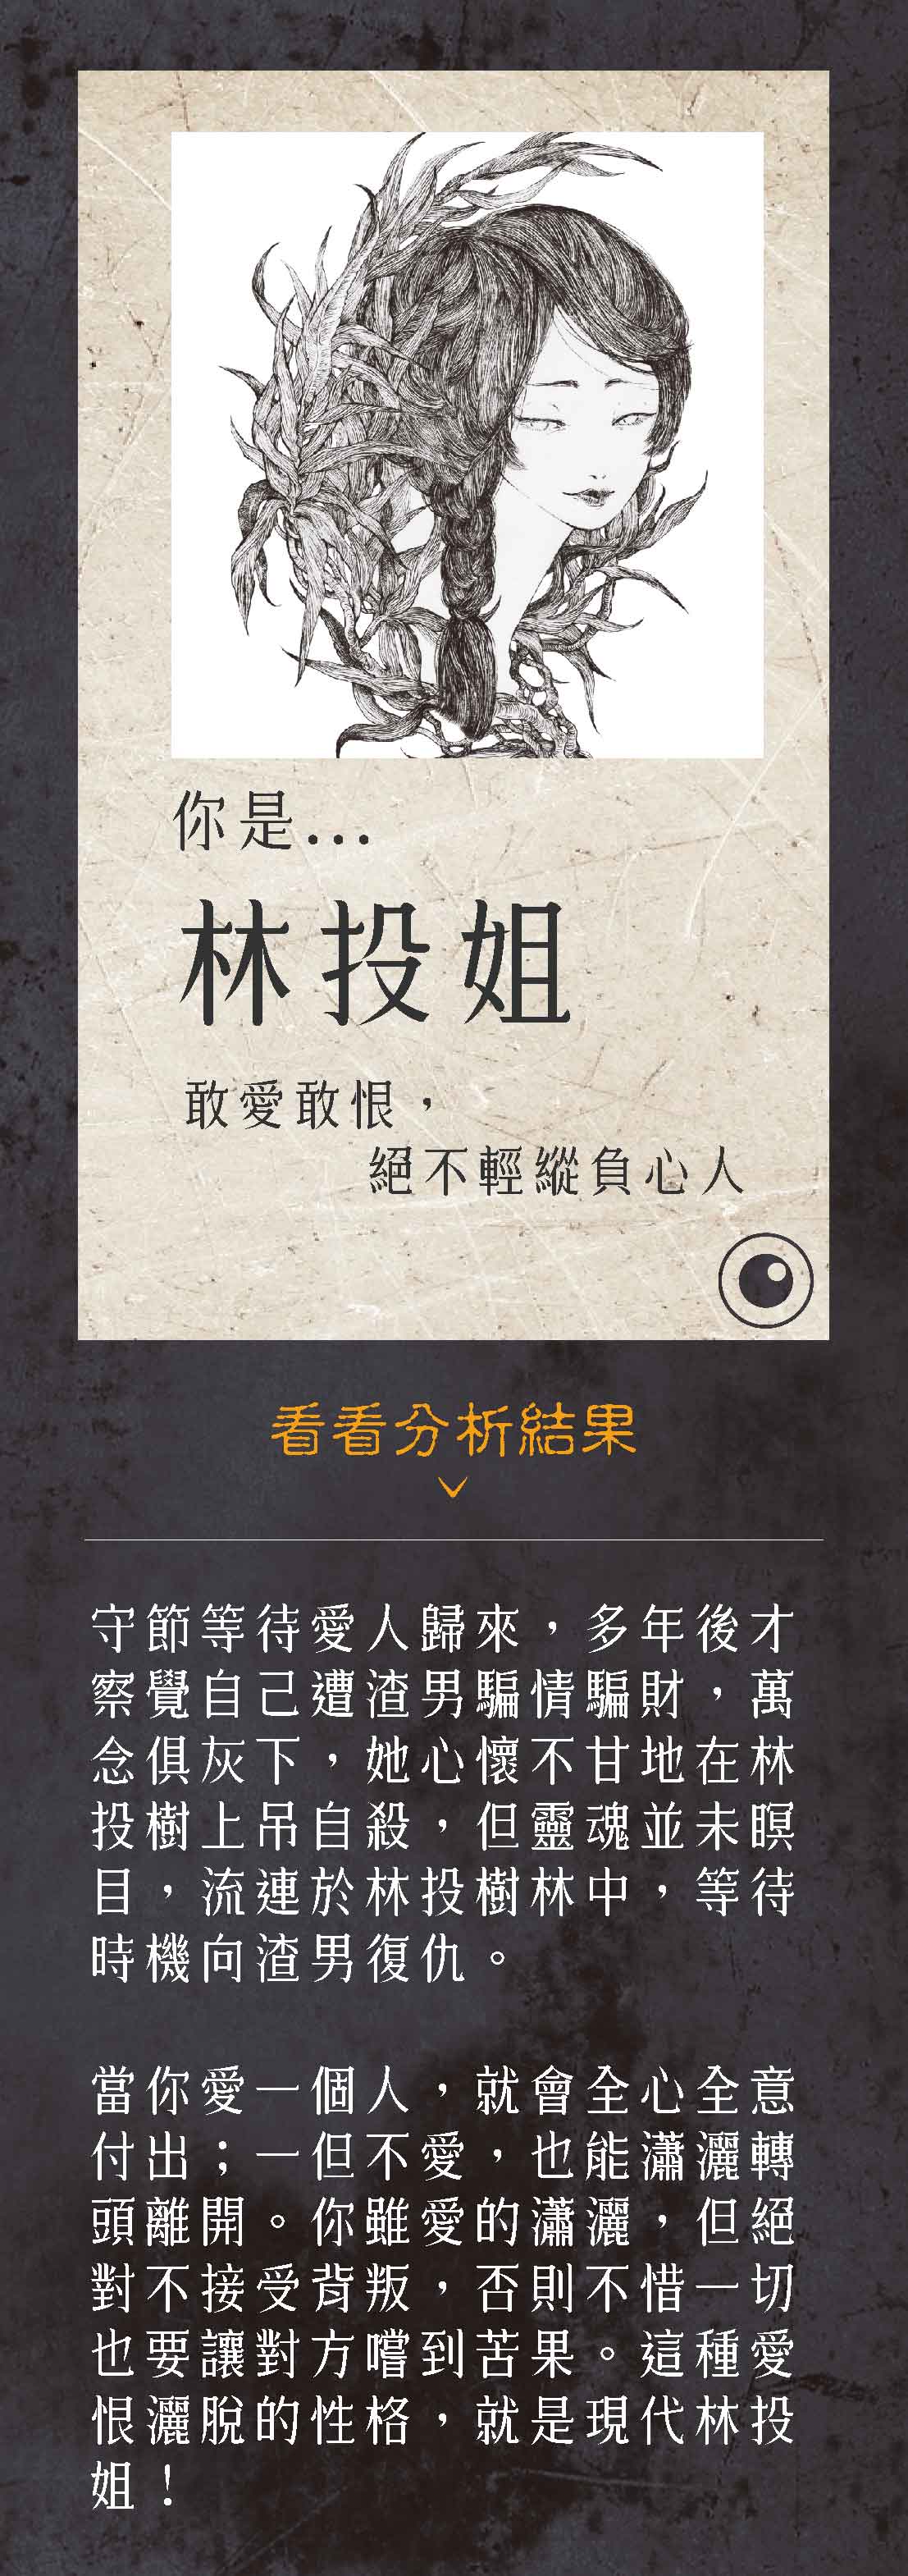 你是...
林投姐
敢愛敢恨，
絕不輕縱負心人
看看分析結果
守節等待愛人歸來，多年後才
察覺自己遭渣男騙情騙財，萬
念俱灰下，她心懷不甘地在林
投樹上吊自殺，但靈魂並未瞑
目，流連於林投樹林中，等待
時機向渣男復仇。
當你愛一個人，就會全心全意
付出；一但不愛，也能瀟灑轉
頭離開。你雖愛的瀟灑，但絕
對不接受背叛，否則不惜一切
也要讓對方嚐到苦果。這種愛
恨灑脫的性格，就是現代林投
姐！